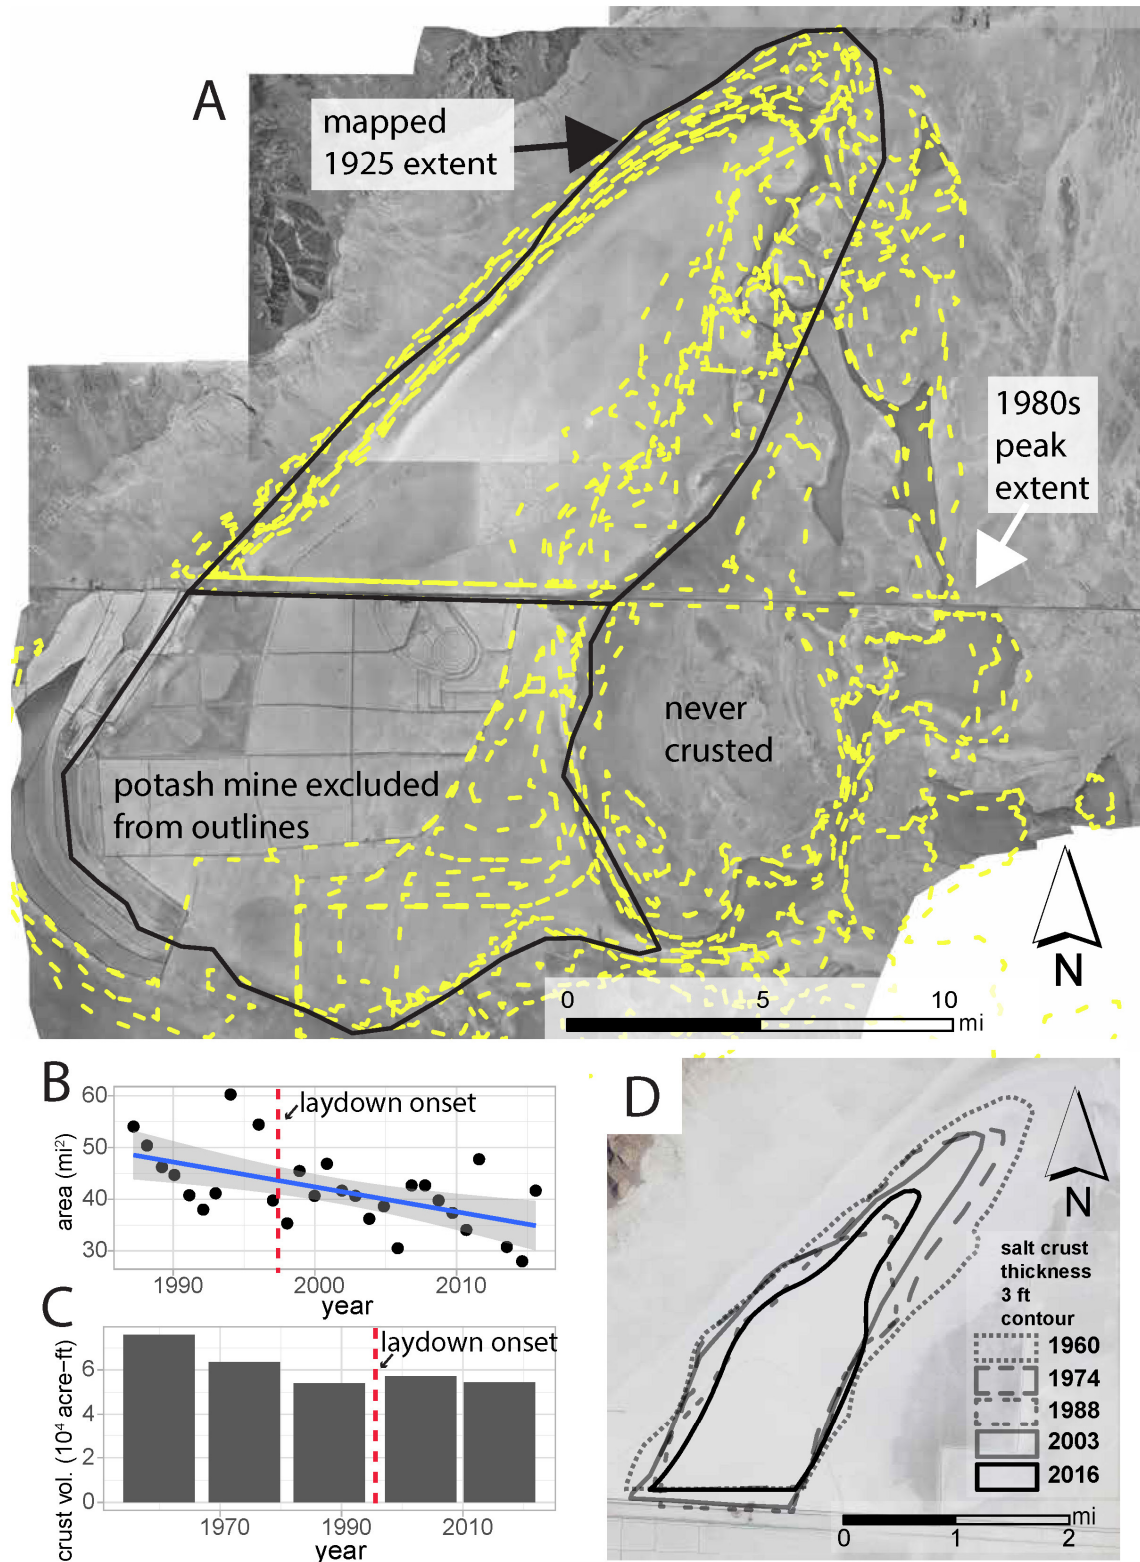 A
mapped
1925 extent
1980s
peak
extent
never
crusted
potash mine excluded
from outlines
N
0 5 10
mi
B
60
50
40
30
area (mi²)
laydown onset
1990 2000 2010
year
C
6
4
2
0
crust vol. (10⁴ acre–ft)
laydown onset
1970 1990 2010
year
D
N
salt crust
thickness
3 ft
contour
1960
1974
1988
2003
2016
mi
0 1 2